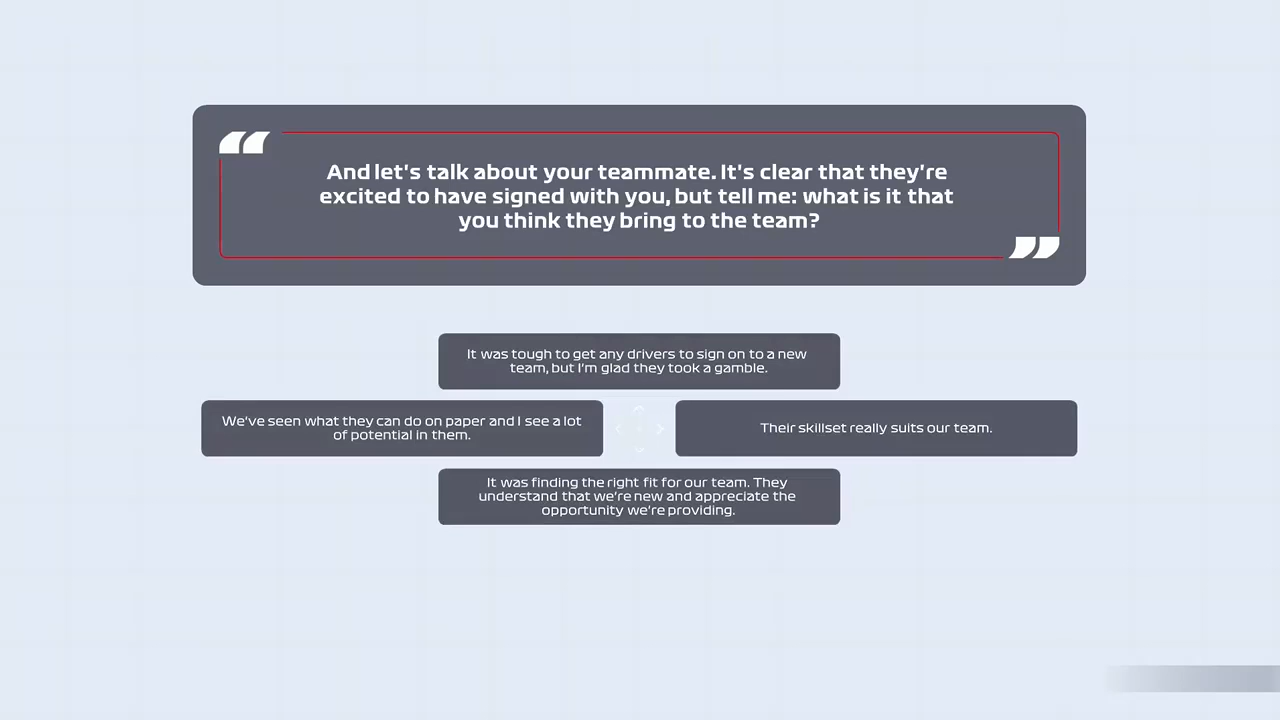 And let's talk about your teammate. It's clear that they're
excited to have signed with you, but tell me: what is it that
you think they bring to the team?
It was tough to get any drivers to sign on to a new
team, but I'm glad they took a gamble.
We've seen what they can do on paper and I see a lot
of potential in them.
Their skillset really suits our team.
It was finding the right fit for our team. They
understand that we're new and appreciate the
opportunity we're providing.